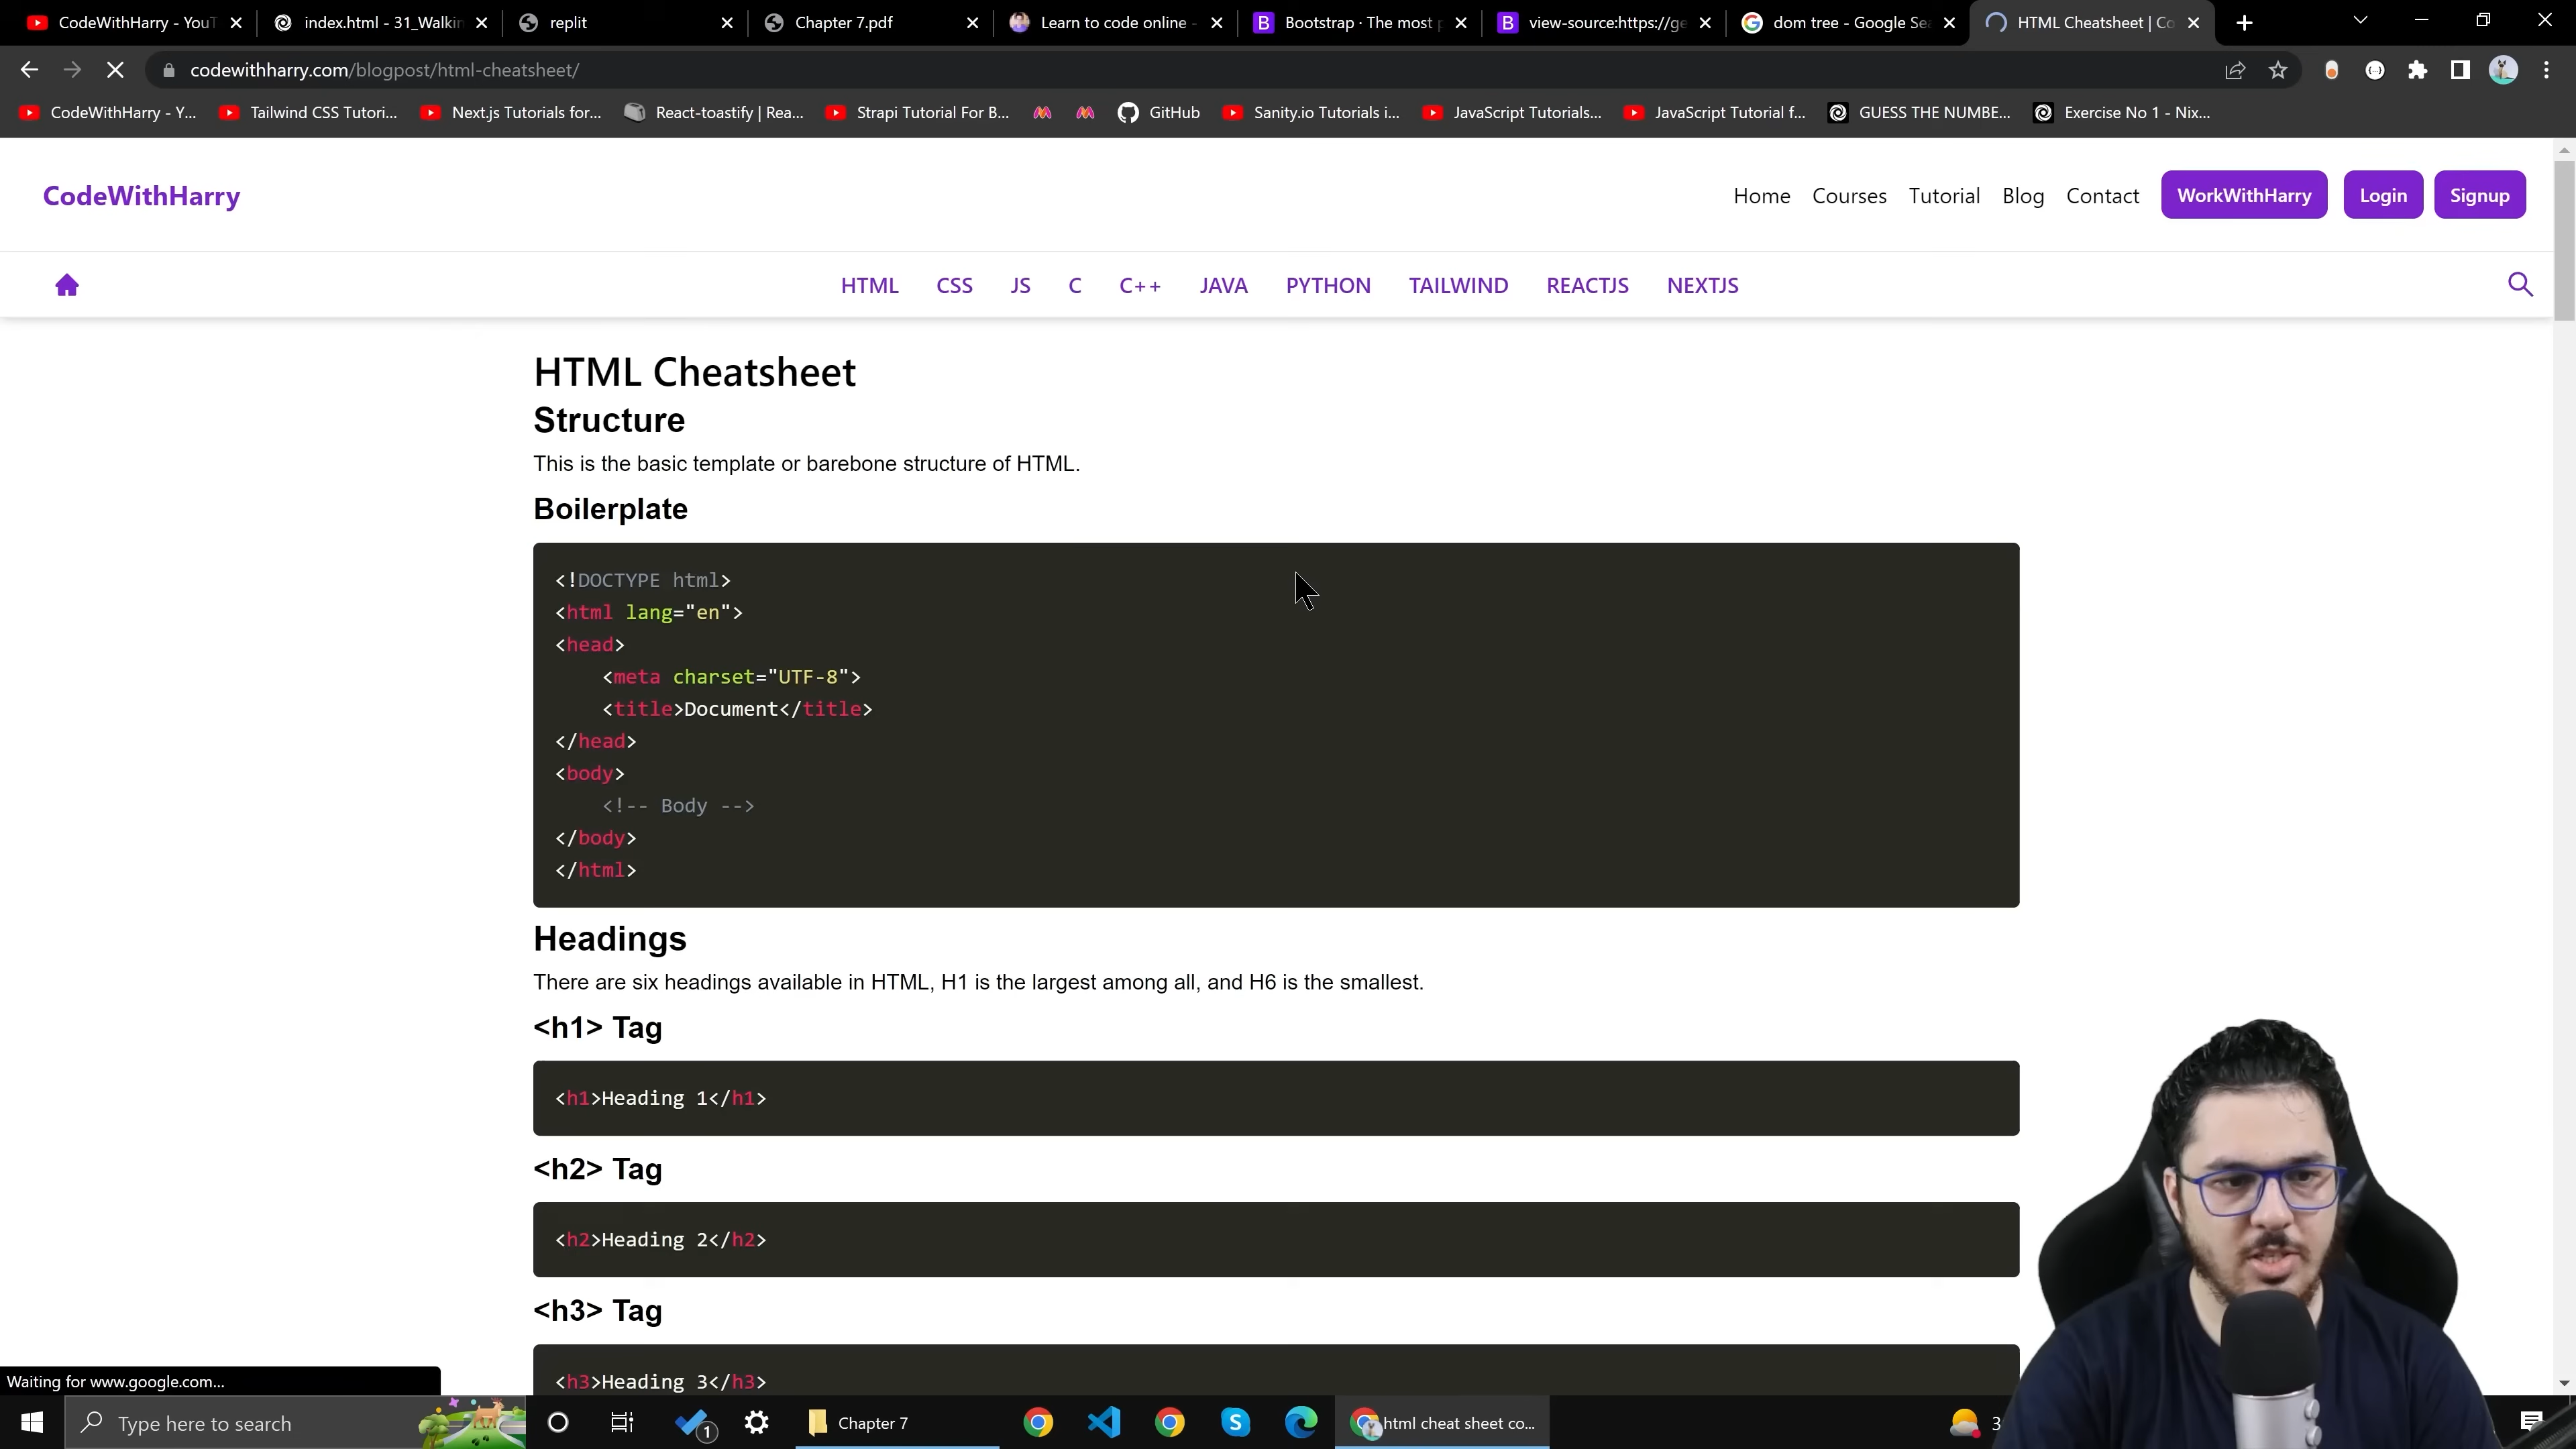 CodeWithHarry - YouT
index.html - 31_Walkin
replit
Chapter 7.pdf
Learn to code online -
Bootstrap · The most p
view-source:https://ge
dom tree - Google Sea
HTML Cheatsheet | Co
codewithharry.com/blogpost/html-cheatsheet/
CodeWithHarry - Y...
Tailwind CSS Tutori...
Next.js Tutorials for...
React-toastify | Rea...
Strapi Tutorial For B...
GitHub
Sanity.io Tutorials i...
JavaScript Tutorials...
JavaScript Tutorial f...
GUESS THE NUMBE...
Exercise No 1 - Nix...
CodeWithHarry
Home Courses Tutorial Blog Contact WorkWithHarry Login Signup
HTML CSS JS C C++ JAVA PYTHON TAILWIND REACTJS NEXTJS
HTML Cheatsheet
Structure
This is the basic template or barebone structure of HTML.
Boilerplate
<!DOCTYPE html>
<html lang="en">
<head>
<meta charset="UTF-8">
<title>Document</title>
</head>
<body>
<!-- Body -->
</body>
</html>
Headings
There are six headings available in HTML, H1 is the largest among all, and H6 is the smallest.
<h1> Tag
<h1>Heading 1</h1>
<h2> Tag
<h2>Heading 2</h2>
<h3> Tag
<h3>Heading 3</h3>
Waiting for www.google.com...
Type here to search
1
Chapter 7
html cheat sheet co...
3